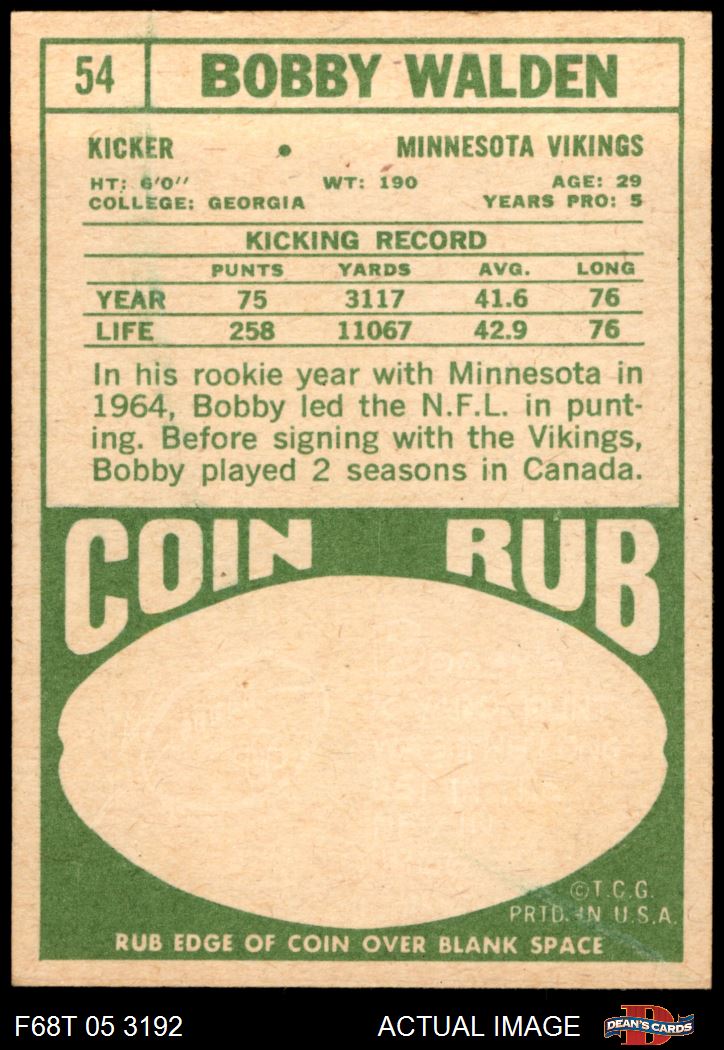 54 BOBBY WALDEN
KICKER • MINNESOTA VIKINGS
HT: 6'0'' WT: 190 AGE: 29
COLLEGE: GEORGIA YEARS PRO: 5
KICKING RECORD
PUNTS YARDS AVG. LONG
YEAR 75 3117 41.6 76
LIFE 258 11067 42.9 76
In his rookie year with Minnesota in
1964, Bobby led the N.F.L. in punt-
ing. Before signing with the Vikings,
Bobby played 2 seasons in Canada.
COIN RUB
©T.C.G.
PRTD. IN U.S.A.
RUB EDGE OF COIN OVER BLANK SPACE
F68T 05 3192 ACTUAL IMAGE DEAN'S CARDS